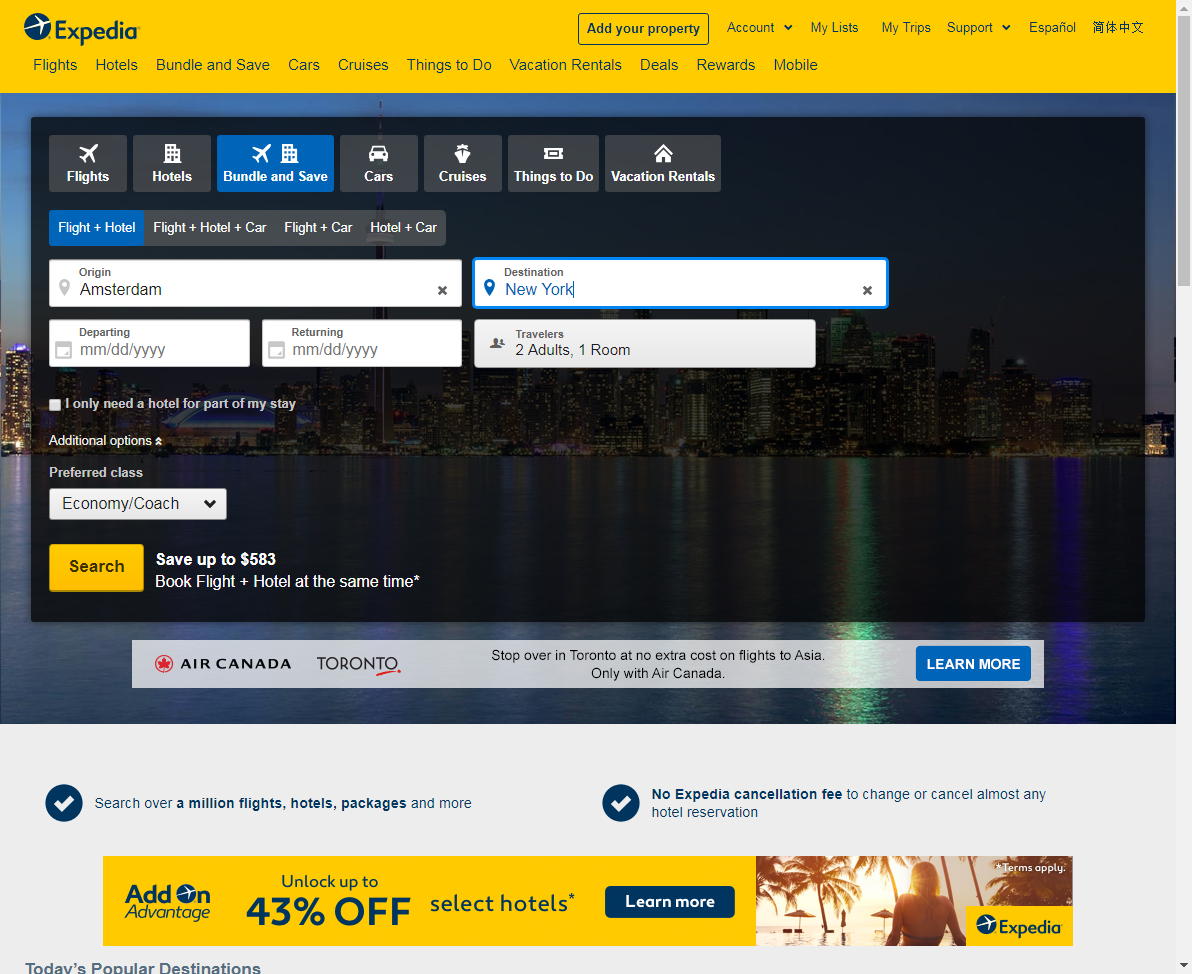 Expedia
Add your property
Account
My Lists
My Trips
Support
Español
简体中文
Flights
Hotels
Bundle and Save
Cars
Cruises
Things to Do
Vacation Rentals
Deals
Rewards
Mobile
Flights
Hotels
Bundle and Save
Cars
Cruises
Things to Do
Vacation Rentals
Flight + Hotel
Flight + Hotel + Car
Flight + Car
Hotel + Car
Origin
Amsterdam
Destination
New York
Departing
mm/dd/yyyy
Returning
mm/dd/yyyy
Travelers
2 Adults, 1 Room
I only need a hotel for part of my stay
Additional options
Preferred class
Economy/Coach
Search
Save up to $583
Book Flight + Hotel at the same time*
AIR CANADA
TORONTO
Stop over in Toronto at no extra cost on flights to Asia.
Only with Air Canada.
LEARN MORE
Search over a million flights, hotels, packages and more
No Expedia cancellation fee to change or cancel almost any
hotel reservation
Add On
Advantage
Unlock up to
43% OFF
select hotels*
Learn more
*Terms apply.
Expedia
Today's Popular Destinations